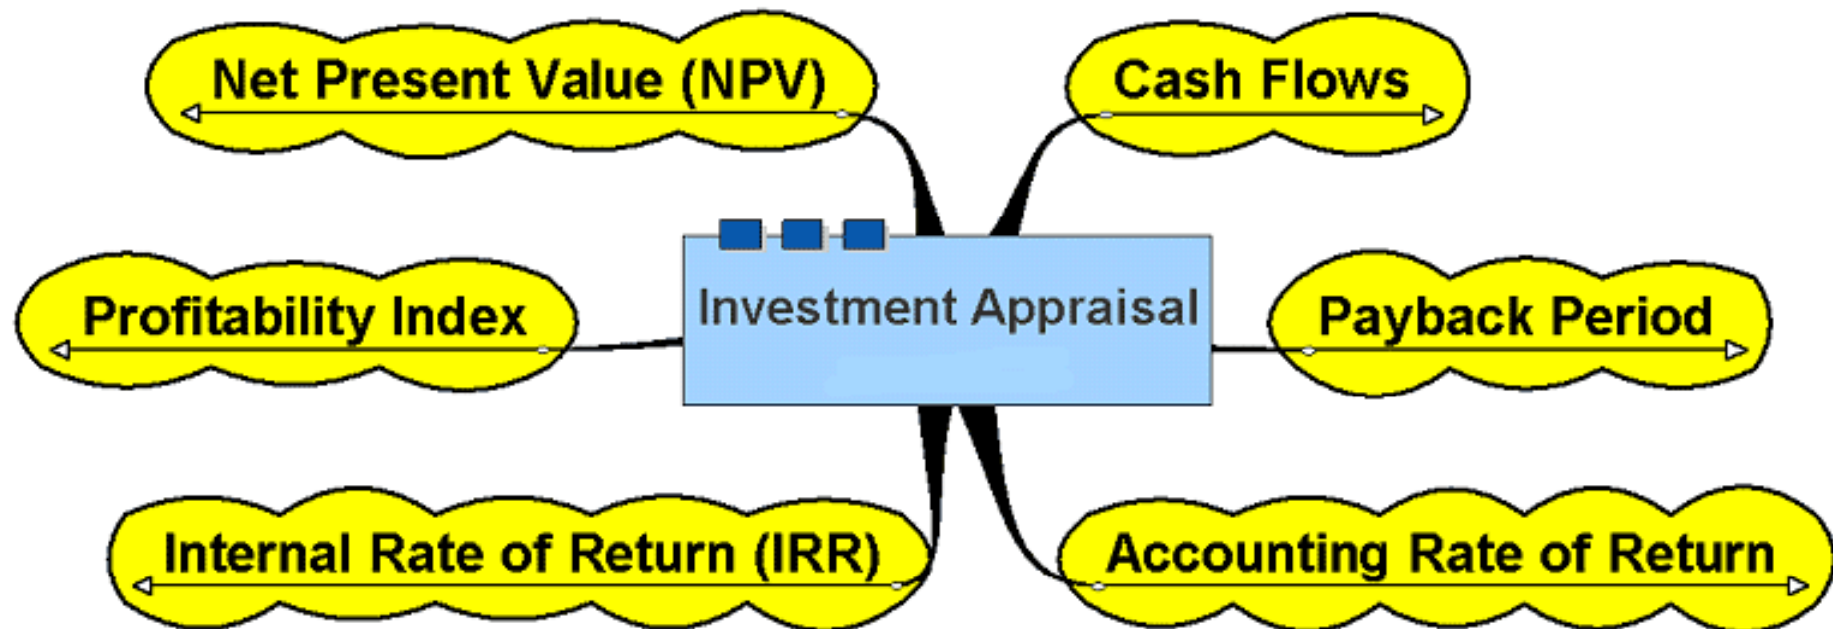 Net Present Value (NPV)
Cash Flows
Profitability Index
Investment Appraisal
Payback Period
Internal Rate of Return (IRR)
Accounting Rate of Return